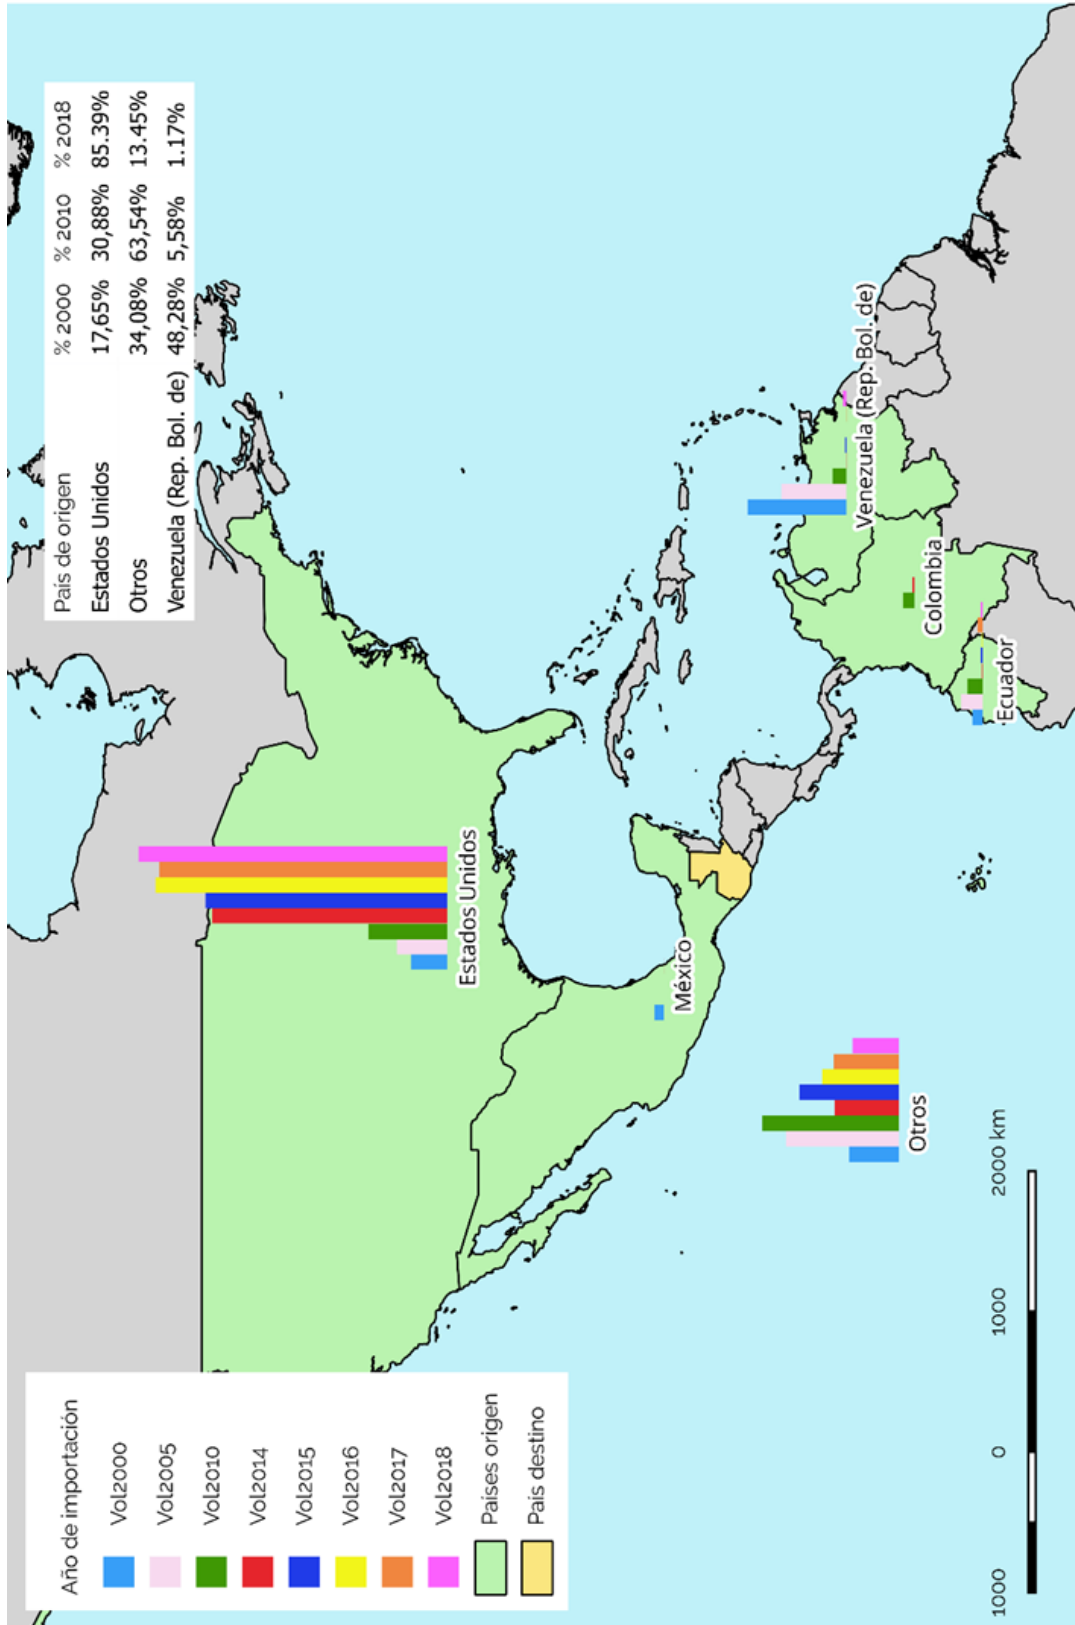 País de origen % 2000 % 2010 % 2018
Estados Unidos 17,65% 30,88% 85.39%
Otros 34,08% 63,54% 13.45%
Venezuela (Rep. Bol. de) 48,28% 5,58% 1.17%
Estados Unidos
México
Otros
Venezuela (Rep. Bol. de)
Colombia
Ecuador
Año de importación
Vol2000
Vol2005
Vol2010
Vol2014
Vol2015
Vol2016
Vol2017
Vol2018
Paises origen
País destino
1000 0 1000 2000 km